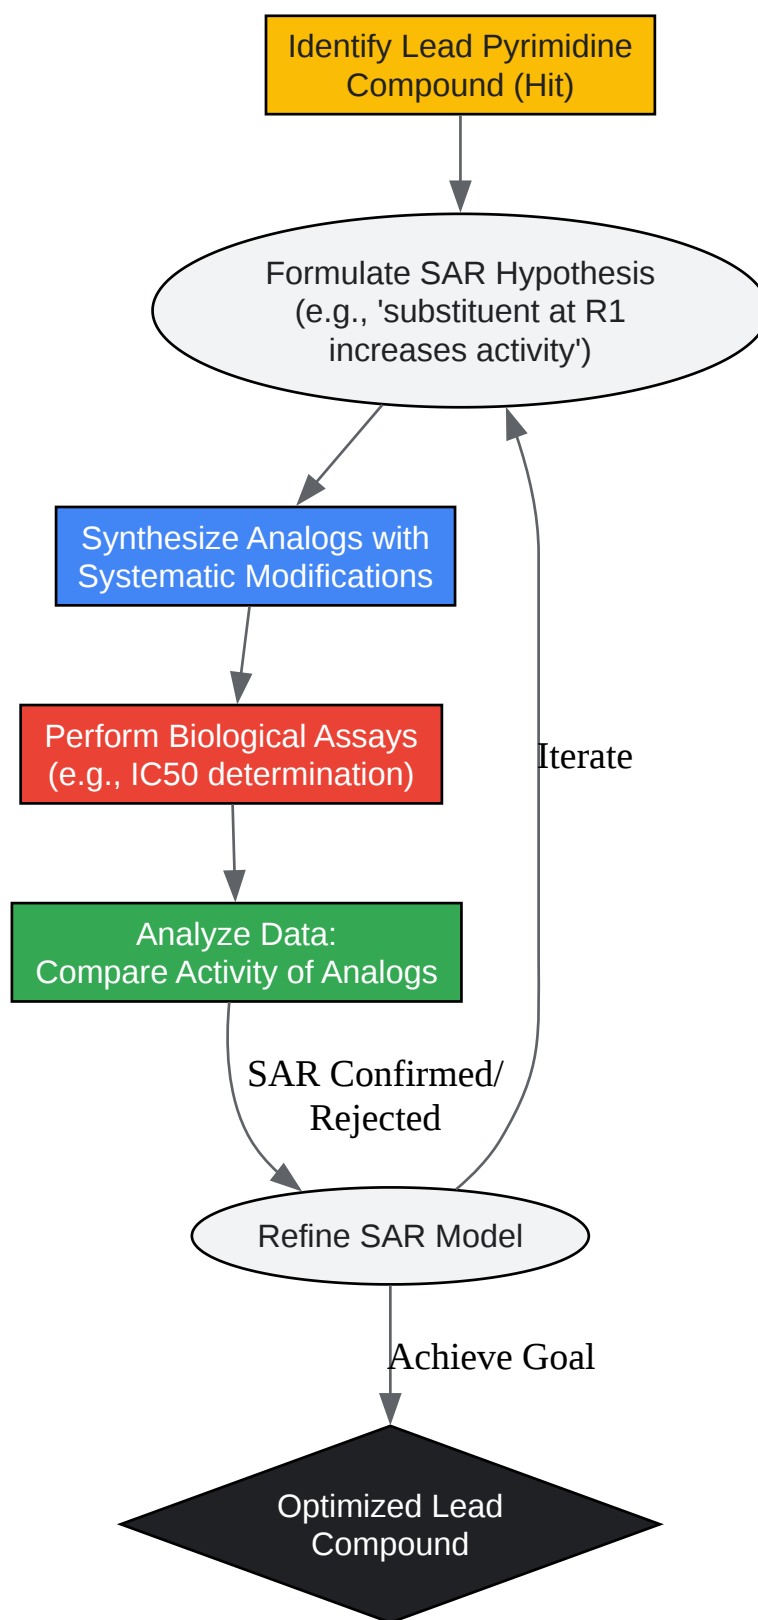 Identify Lead Pyrimidine
Compound (Hit)
Formulate SAR Hypothesis
(e.g., 'substituent at R1
increases activity')
Synthesize Analogs with
Systematic Modifications
Perform Biological Assays
(e.g., IC50 determination)
Iterate
Analyze Data:
Compare Activity of Analogs
SAR Confirmed/
Rejected
Refine SAR Model
Achieve Goal
Optimized Lead
Compound